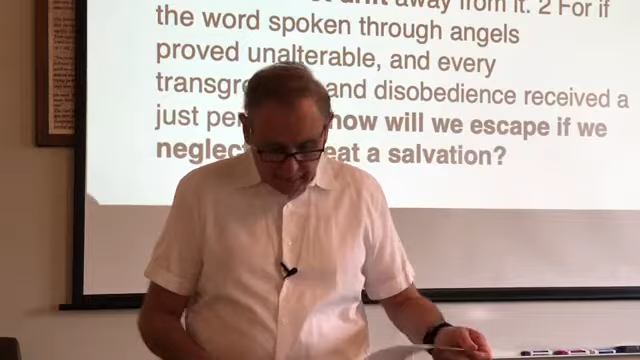 drift away from it. 2 For if
the word spoken through angels
proved unalterable, and every
and disobedience received a
just how will we escape if we
a salvation?